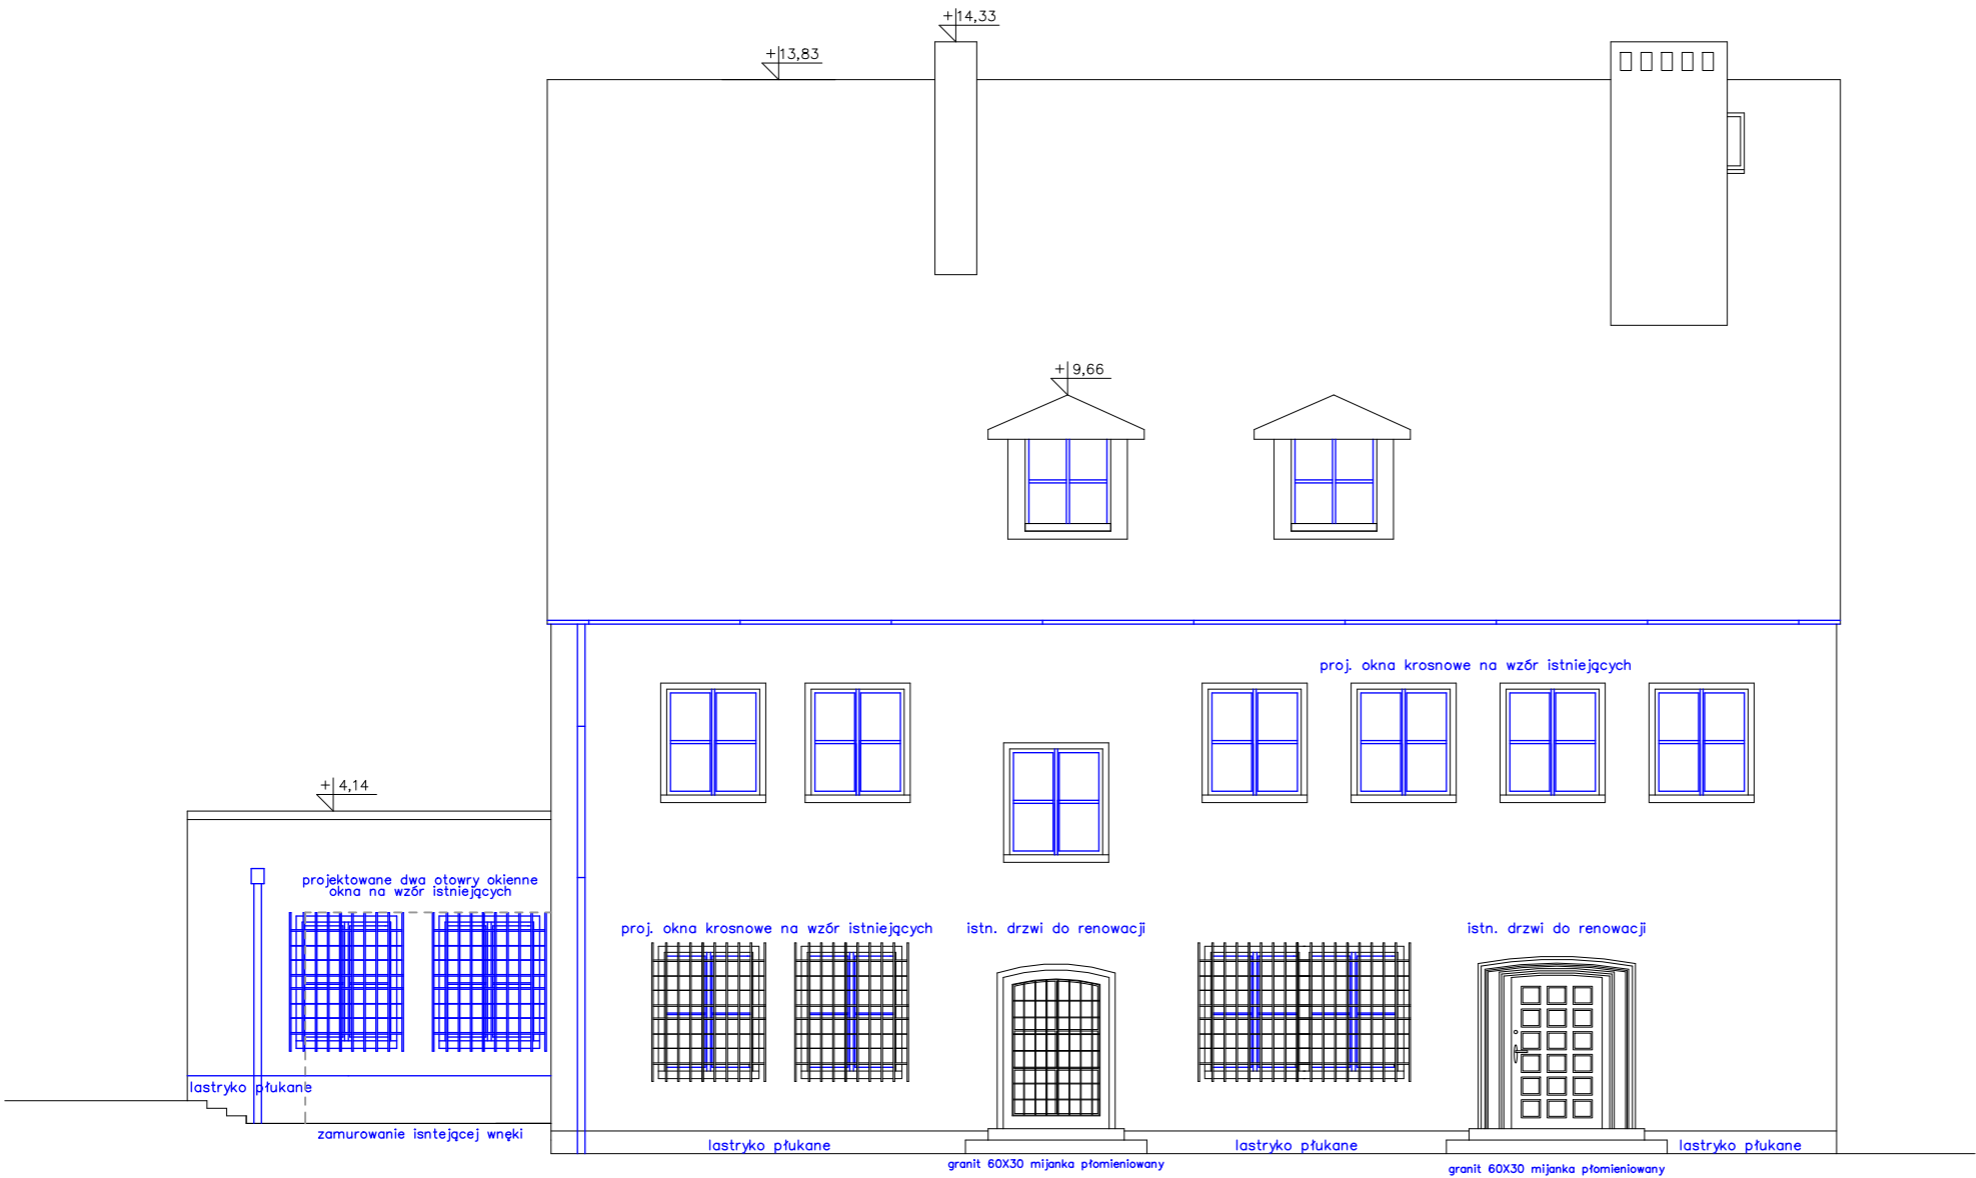 +14,33
+13,83
+9,66
proj. okna krosnowe na wzór istniejących
+4,14
projektowane dwa otowry okienne
okna na wzór istniejących
proj. okna krosnowe na wzór istniejących
istn. drzwi do renowacji
istn. drzwi do renowacji
lastryko płukane
zamurowanie isntejącej wnęki
lastryko płukane
lastryko płukane
lastryko płukane
granit 60X30 mijanka płomieniowany
granit 60X30 mijanka płomieniowany